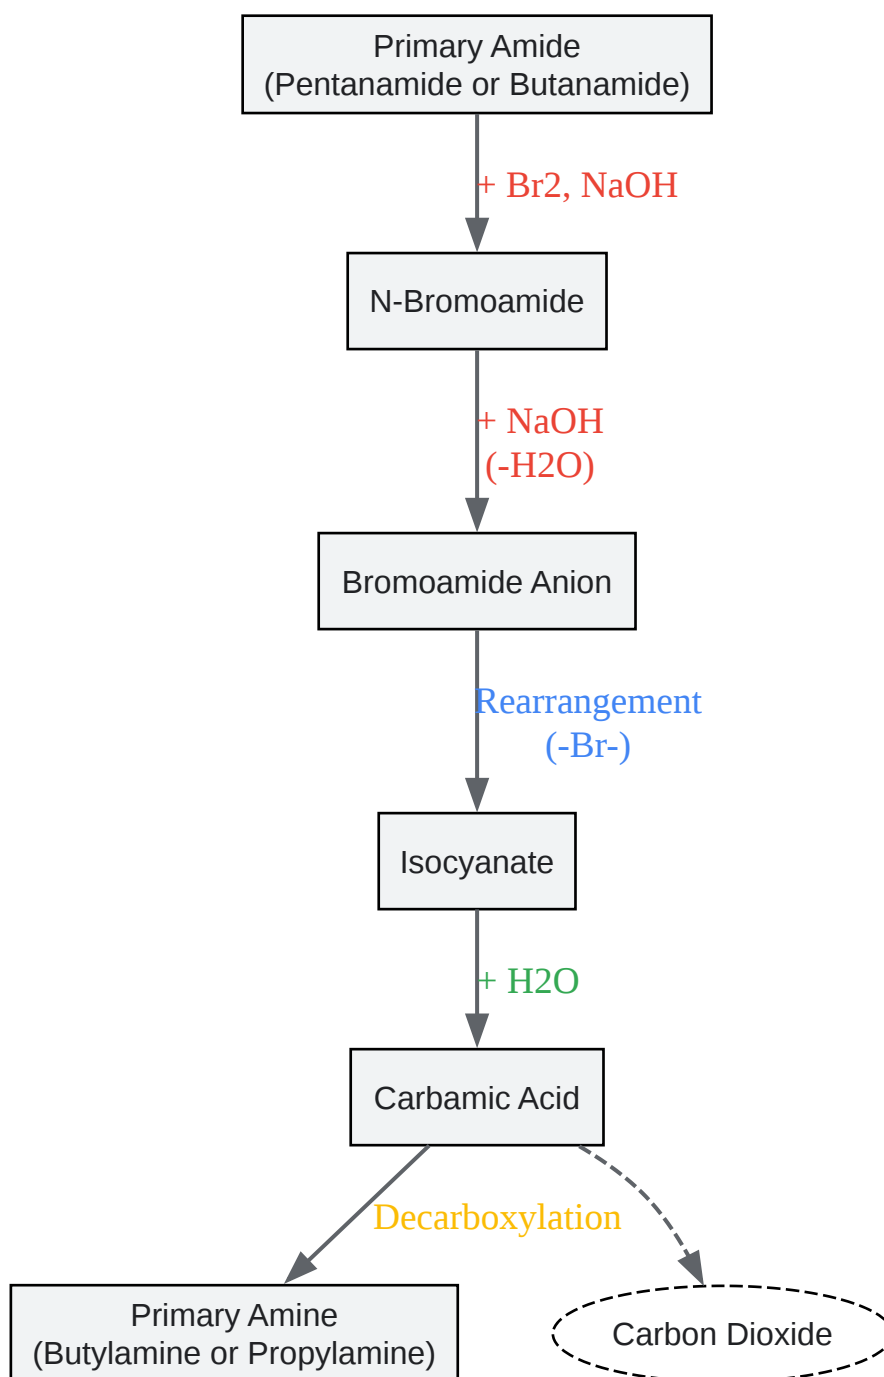 Primary Amide
(Pentanamide or Butanamide)
+ Br2, NaOH
N-Bromoamide
+ NaOH
(-H2O)
Bromoamide Anion
Rearrangement
(-Br-)
Isocyanate
+ H2O
Carbamic Acid
Decarboxylation
Primary Amine
(Butylamine or Propylamine)
Carbon Dioxide